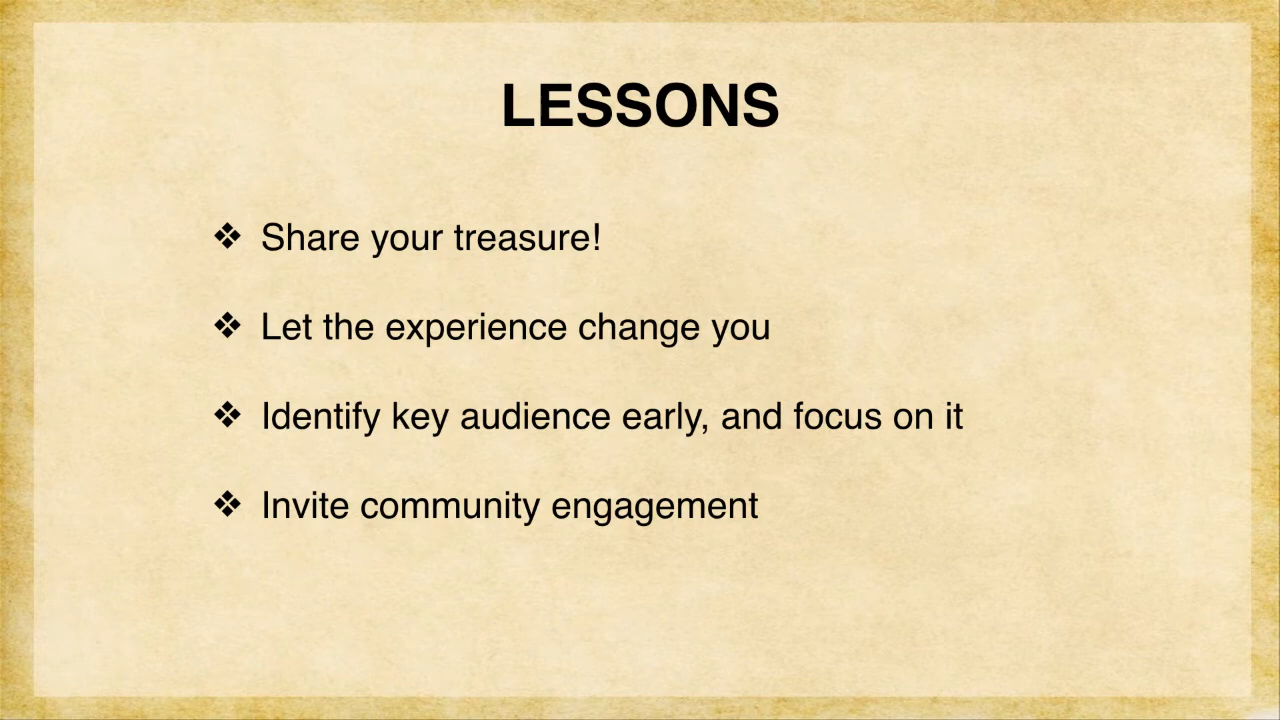 LESSONS
❖ Share your treasure!
❖ Let the experience change you
❖ Identify key audience early, and focus on it
❖ Invite community engagement